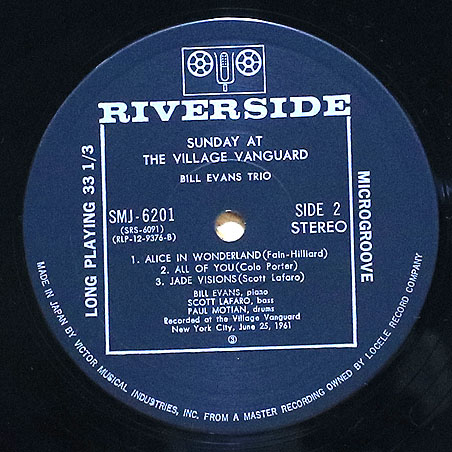 RIVERSIDE
SUNDAY AT
THE VILLAGE VANGUARD
BILL EVANS TRIO
SMJ-6201
(SRS-6091)
(RLP-12-9376-B)
SIDE 2
STEREO
1. ALICE IN WONDERLAND (Fain-Hilliard)
2. ALL OF YOU (Colo Porter)
3. JADE VISIONS (Scott Lafaro)
BILL EVANS, piano
SCOTT LAFARO, bass
PAUL MOTIAN, drums
Recorded at the Village Vanguard
New York City, June 25, 1961
LONG PLAYING 33 1/3
MICROGROOVE
MADE IN JAPAN BY VICTOR MUSICAL INDUSTRIES, INC. FROM A MASTER RECORDING OWNED BY LOCELE RECORD COMPANY